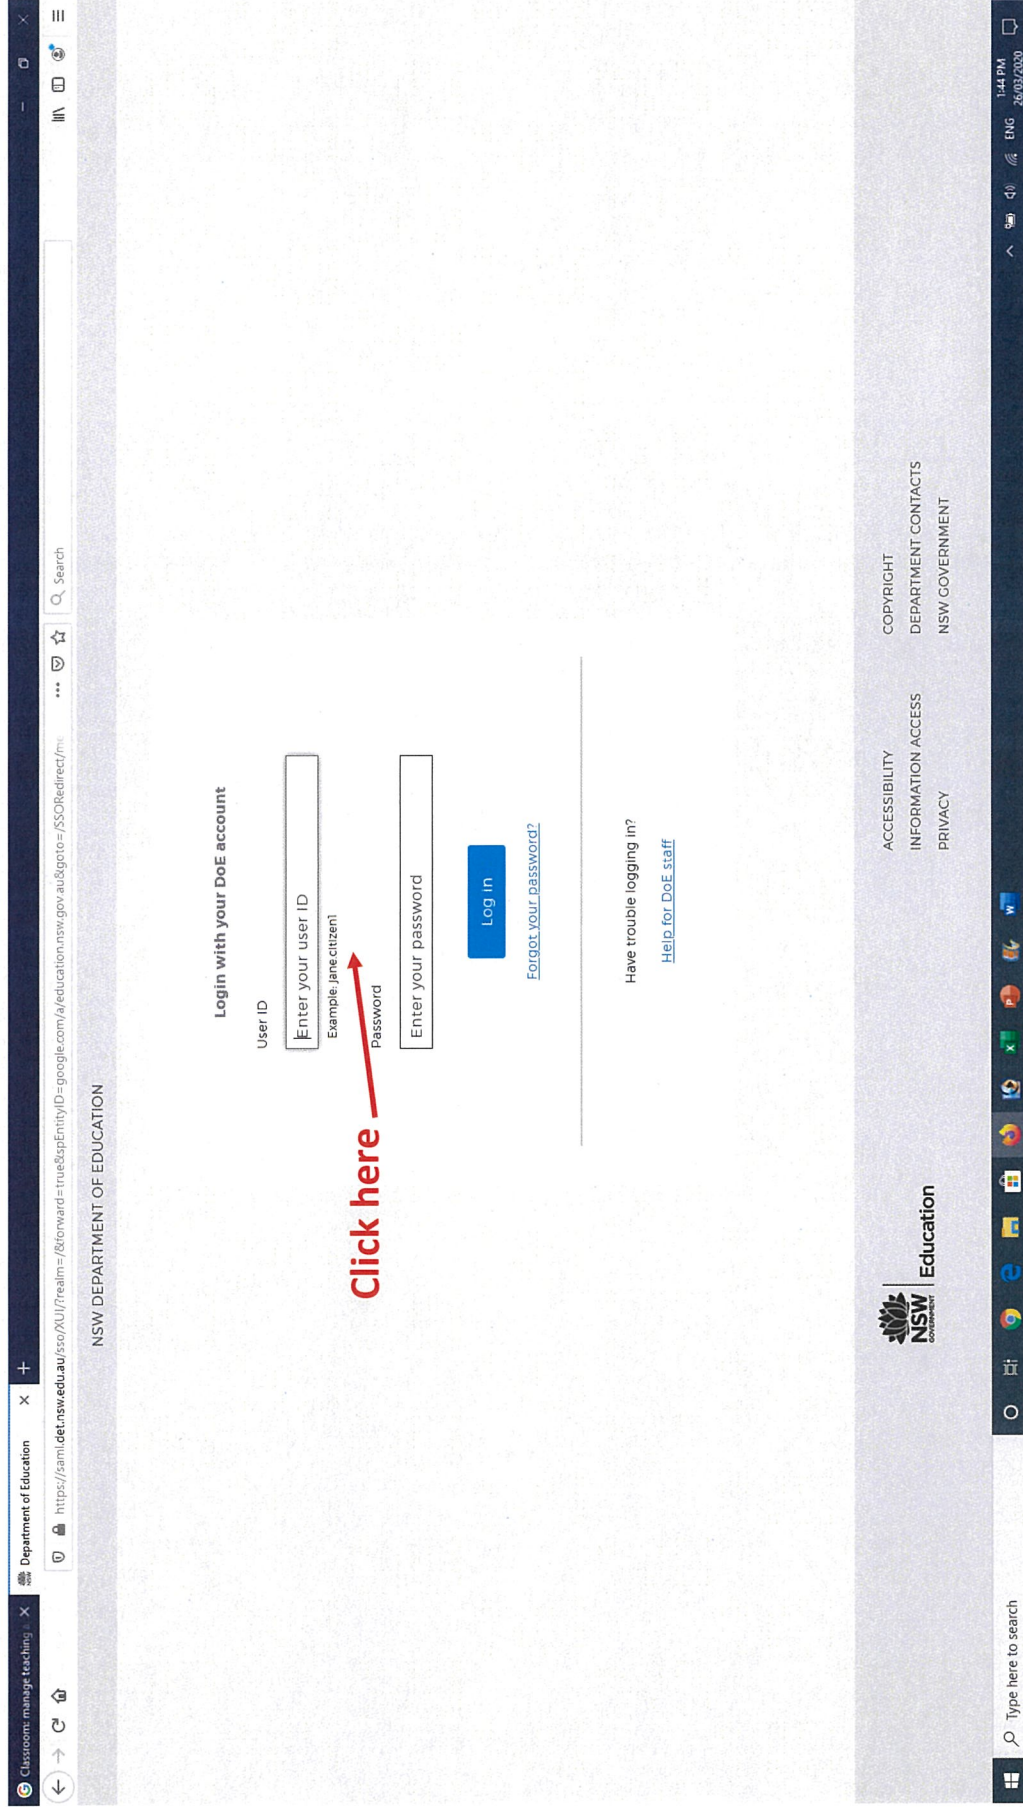 Classroom: manage teaching a
Department of Education
https://saml.det.nsw.edu.au/sso/XUI/?realm=/&forward=true&spEntityID=google.com/a/education.nsw.gov.au&goto=/SSORedirect/me
Search
NSW DEPARTMENT OF EDUCATION
Login with your DoE account
User ID
Enter your user ID
Example: jane.citizen1
Click here
Password
Enter your password
Log in
Forgot your password?
Have trouble logging in?
Help for DoE staff
NSW
GOVERNMENT
Education
ACCESSIBILITY
COPYRIGHT
INFORMATION ACCESS
DEPARTMENT CONTACTS
PRIVACY
NSW GOVERNMENT
Type here to search
ENG
1:44 PM
26/03/2020